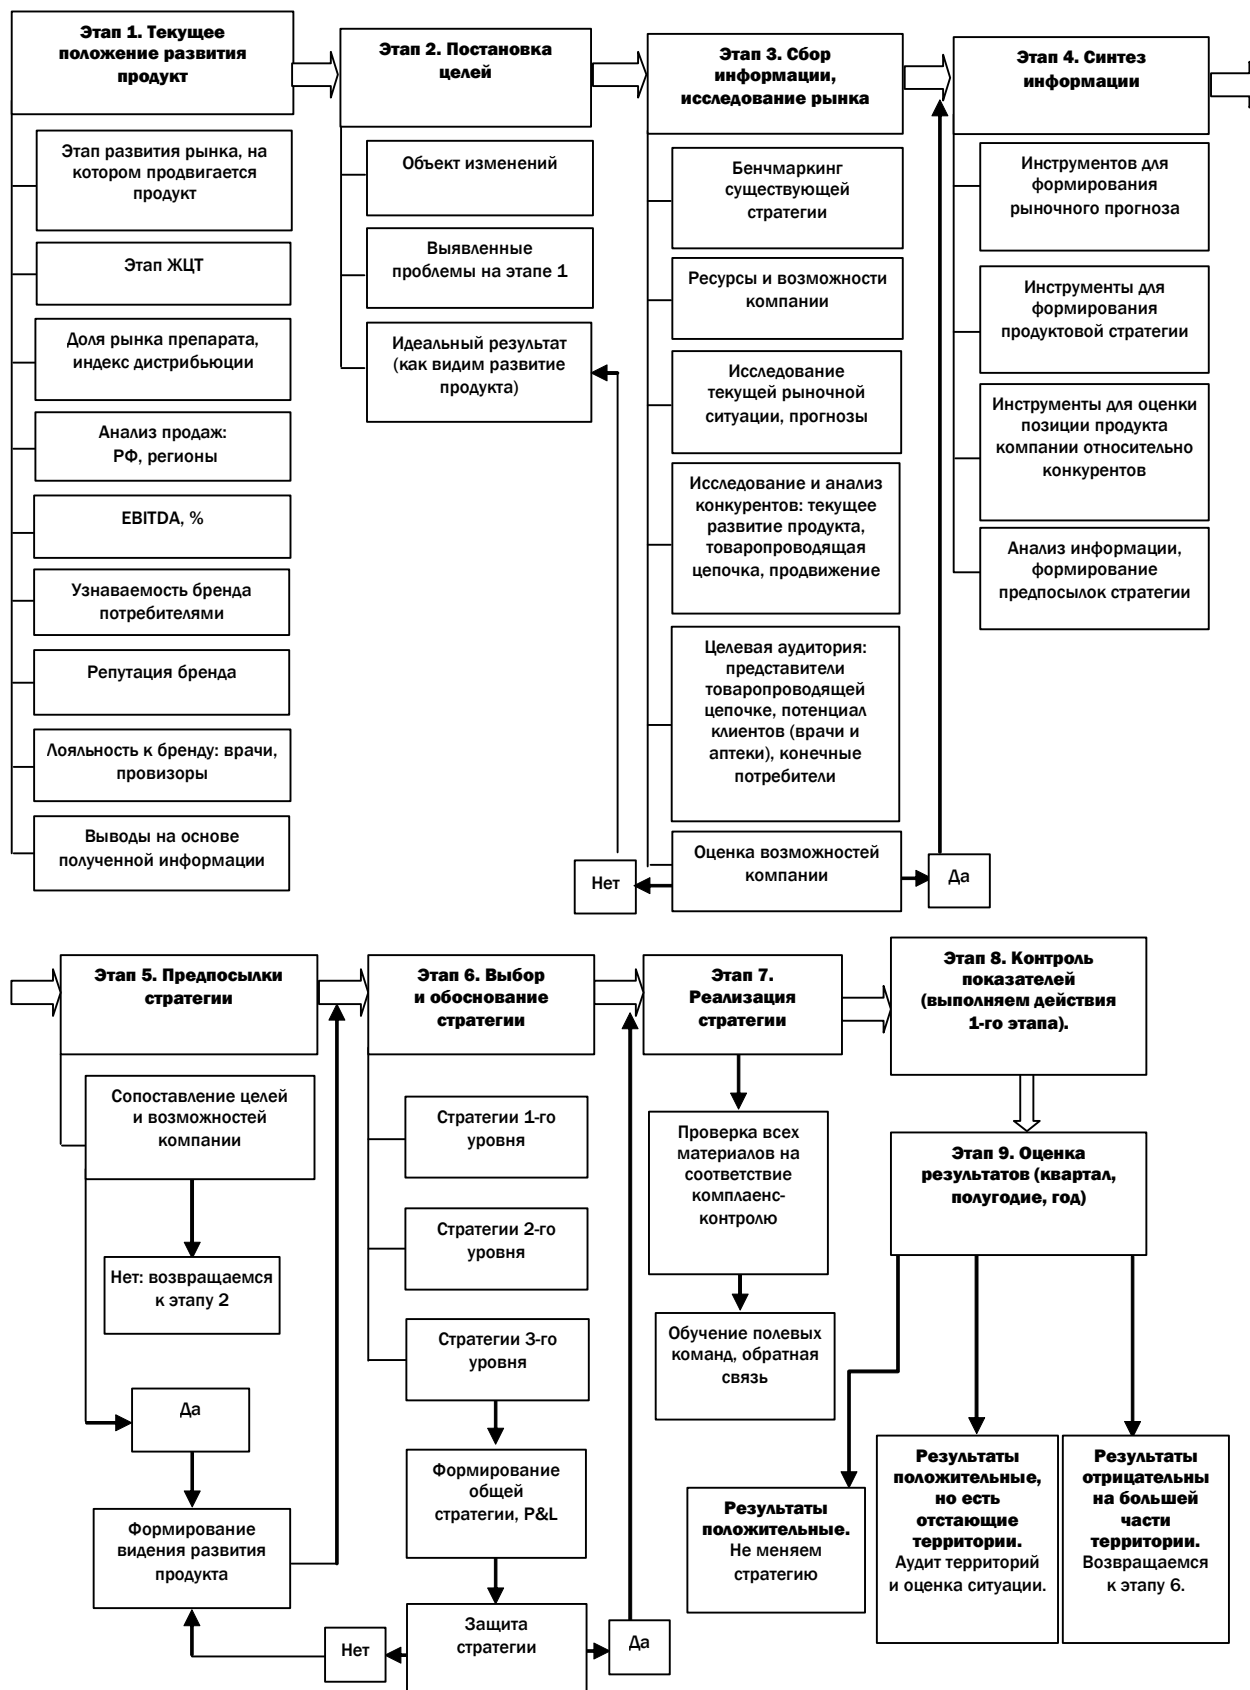 Этап 1. Текущее
положение развития
продукт
Этап развития рынка, на
котором продвигается
продукт
Этап ЖЦТ
Доля рынка препарата,
индекс дистрибьюции
Анализ продаж:
РФ, регионы
EBITDA, %
Узнаваемость бренда
потребителями
Репутация бренда
Лояльность к бренду: врачи,
провизоры
Выводы на основе
полученной информации
Этап 2. Постановка
целей
Объект изменений
Выявленные
проблемы на этапе 1
Идеальный результат
(как видим развитие
продукта)
Этап 3. Сбор
информации,
исследование рынка
Бенчмаркинг
существующей
стратегии
Ресурсы и возможности
компании
Исследование
текущей рыночной
ситуации, прогнозы
Исследование и анализ
конкурентов: текущее
развитие продукта,
товаропроводящая
цепочка, продвижение
Целевая аудитория:
представители
товаропроводящей
цепочке, потенциал
клиентов (врачи и
аптеки), конечные
потребители
Оценка возможностей
компании
Нет
Да
Этап 4. Синтез
информации
Инструментов для
формирования
рыночного прогноза
Инструменты для
формирования
продуктовой стратегии
Инструменты для оценки
позиции продукта
компании относительно
конкурентов
Анализ информации,
формирование
предпосылок стратегии
Этап 5. Предпосылки
стратегии
Сопоставление целей
и возможностей
компании
Нет: возвращаемся
к этапу 2
Да
Формирование
видения развития
продукта
Этап 6. Выбор
и обоснование
стратегии
Стратегии 1-го
уровня
Стратегии 2-го
уровня
Стратегии 3-го
уровня
Формирование
общей
стратегии, P&L
Защита
стратегии
Нет
Да
Этап 7.
Реализация
стратегии
Проверка всех
материалов на
соответствие
комплаенс-
контролю
Обучение полевых
команд, обратная
связь
Этап 8. Контроль
показателей
(выполняем действия
1-го этапа).
Этап 9. Оценка
результатов (квартал,
полугодие, год)
Результаты
положительные.
Не меняем
стратегию
Результаты
положительные,
но есть
отстающие
территории.
Аудит территорий
и оценка ситуации.
Результаты
отрицательны
на большей
части
территории.
Возвращаемся
к этапу 6.